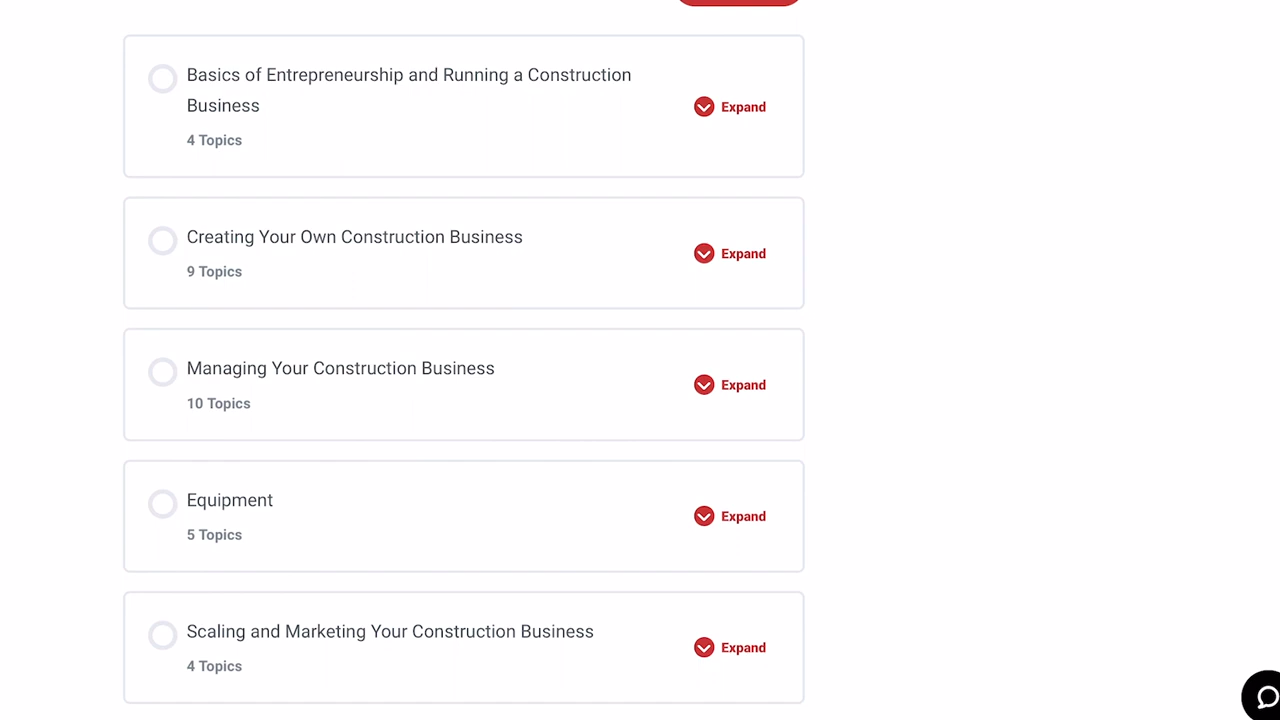 Basics of Entrepreneurship and Running a Construction
Business
4 Topics
Expand
Creating Your Own Construction Business
9 Topics
Expand
Managing Your Construction Business
10 Topics
Expand
Equipment
5 Topics
Expand
Scaling and Marketing Your Construction Business
4 Topics
Expand